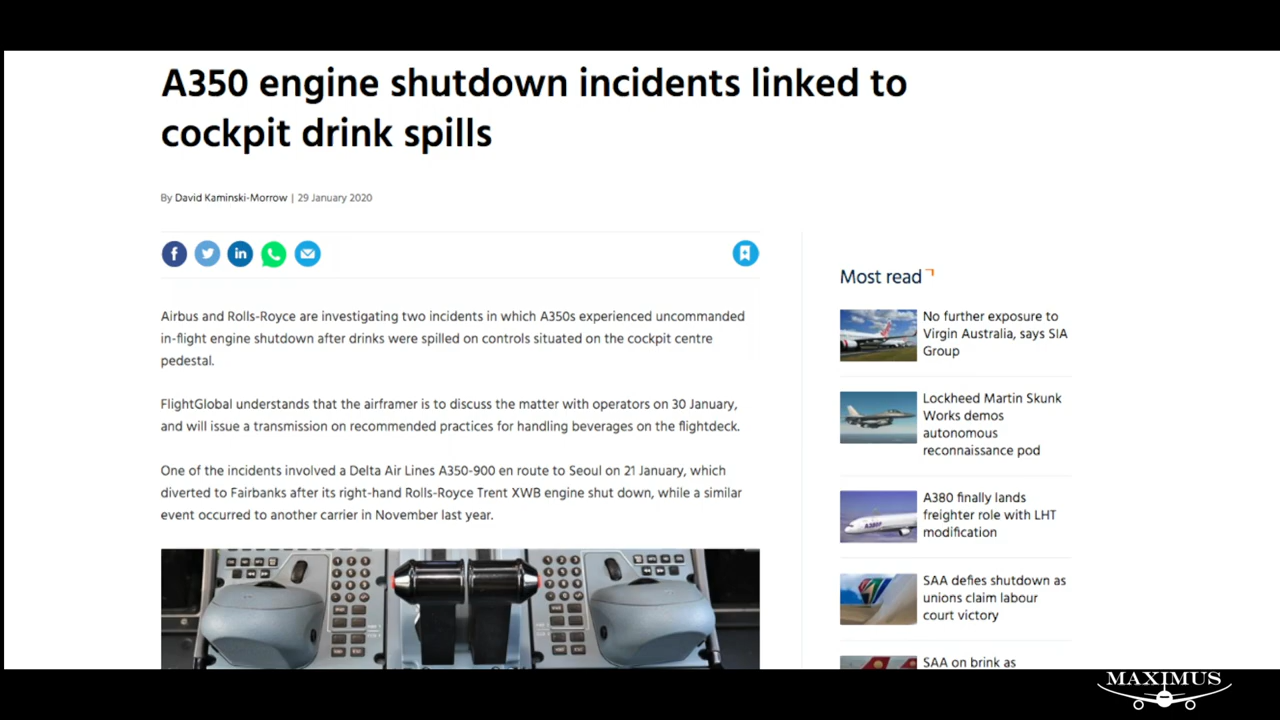 A350 engine shutdown incidents linked to
cockpit drink spills
By David Kaminski-Morrow | 29 January 2020
Airbus and Rolls-Royce are investigating two incidents in which A350s experienced uncommanded
in-flight engine shutdown after drinks were spilled on controls situated on the cockpit centre
pedestal.
FlightGlobal understands that the airframer is to discuss the matter with operators on 30 January,
and will issue a transmission on recommended practices for handling beverages on the flightdeck.
One of the incidents involved a Delta Air Lines A350-900 en route to Seoul on 21 January, which
diverted to Fairbanks after its right-hand Rolls-Royce Trent XWB engine shut down, while a similar
event occurred to another carrier in November last year.
Most read
No further exposure to
Virgin Australia, says SIA
Group
Lockheed Martin Skunk
Works demos
autonomous
reconnaissance pod
A380 finally lands
freighter role with LHT
modification
SAA defies shutdown as
unions claim labour
court victory
SAA on brink as
MAXIMUS